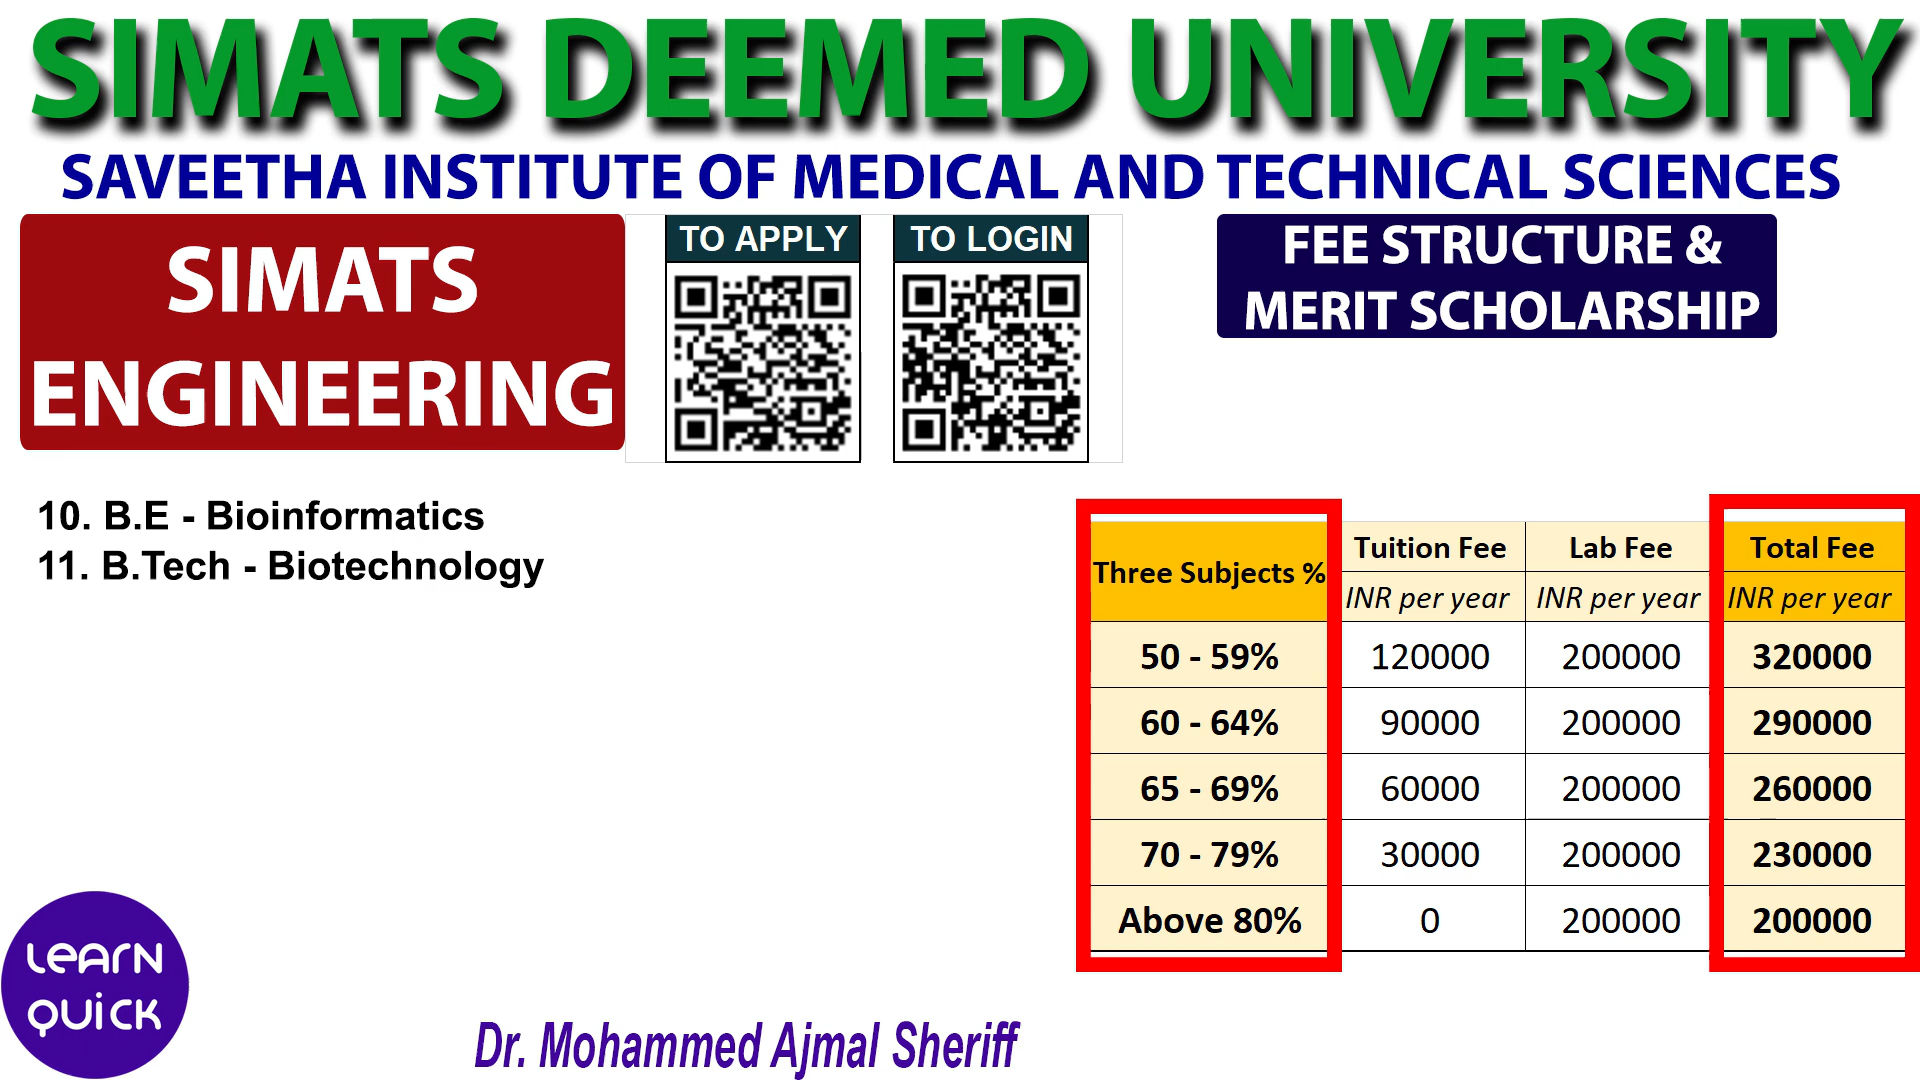 SIMATS DEEMED UNIVERSITY
SAVEETHA INSTITUTE OF MEDICAL AND TECHNICAL SCIENCES
SIMATS
ENGINEERING
TO APPLY
TO LOGIN
FEE STRUCTURE &
MERIT SCHOLARSHIP
10. B.E - Bioinformatics
11. B.Tech - Biotechnology
Three Subjects % Tuition Fee Lab Fee Total Fee
INR per year INR per year INR per year
50 - 59% 120000 200000 320000
60 - 64% 90000 200000 290000
65 - 69% 60000 200000 260000
70 - 79% 30000 200000 230000
Above 80% 0 200000 200000
LEARN
QUICK
Dr. Mohammed Ajmal Sheriff